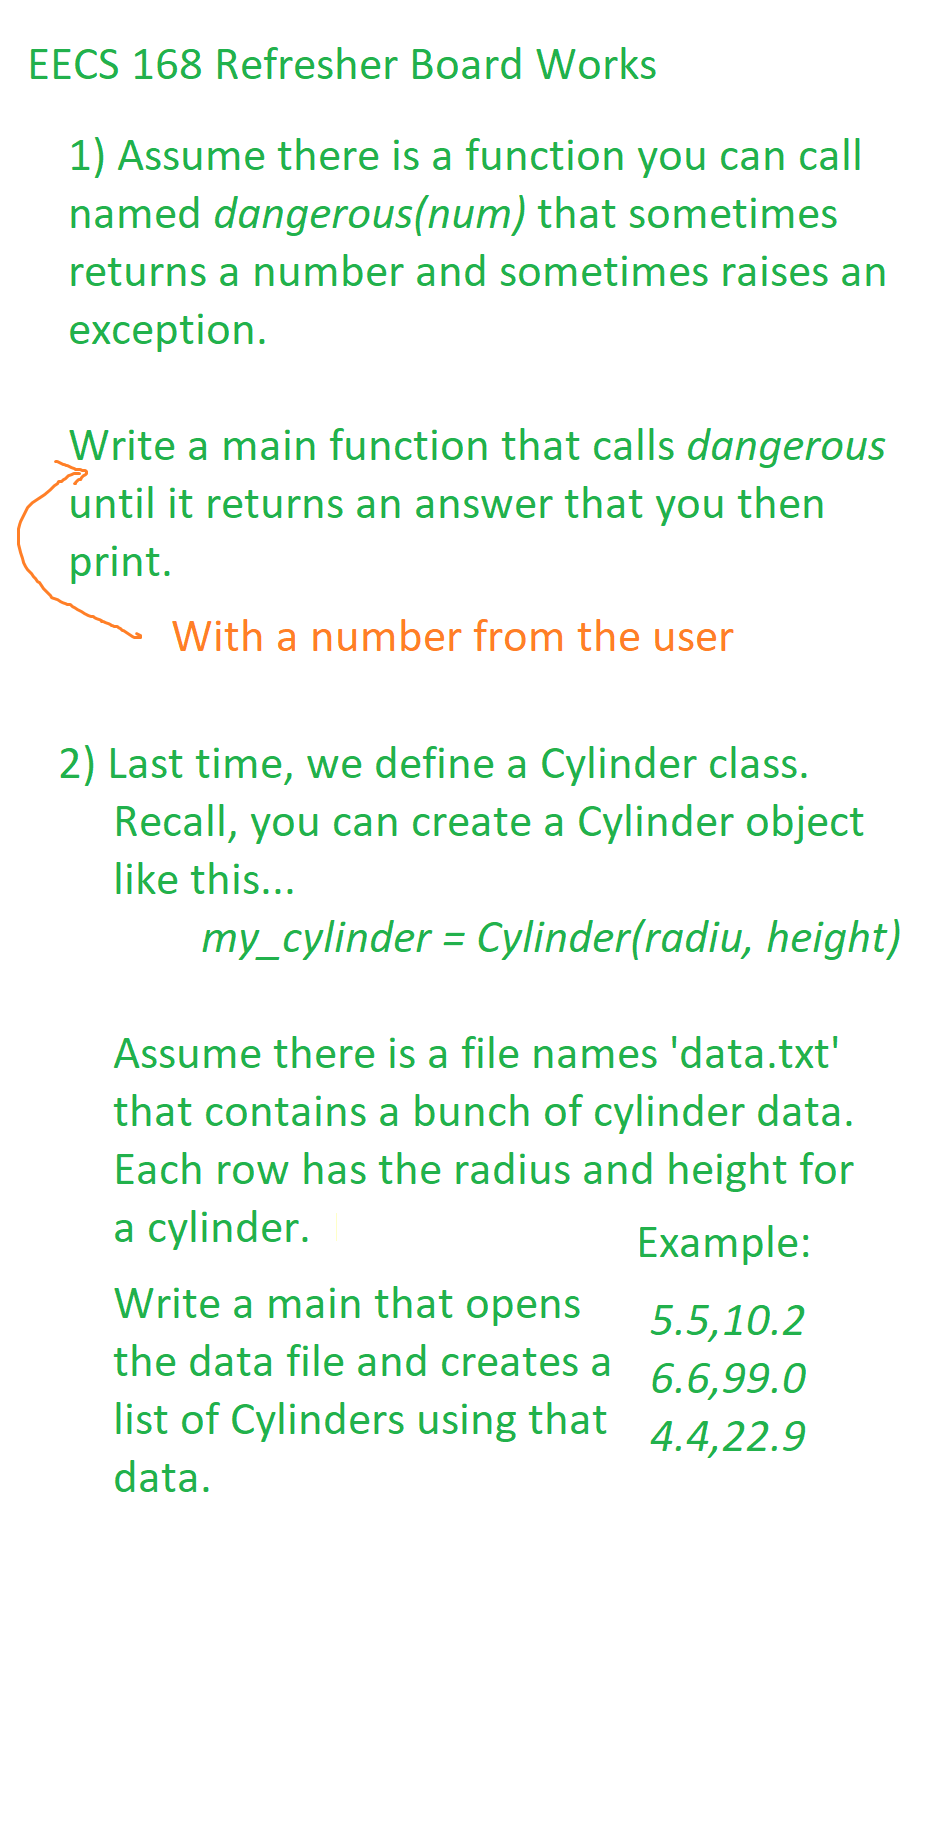 EECS 168 Refresher Board Works
1) Assume there is a function you can call
named dangerous(num) that sometimes
returns a number and sometimes raises an
exception.
Write a main function that calls dangerous
until it returns an answer that you then
print.
With a number from the user
2) Last time, we define a Cylinder class.
Recall, you can create a Cylinder object
like this...
my_cylinder = Cylinder(radiu, height)
Assume there is a file names 'data.txt'
that contains a bunch of cylinder data.
Each row has the radius and height for
a cylinder.
Write a main that opens
the data file and creates a
list of Cylinders using that
data.
Example:
5.5,10.2
6.6,99.0
4.4,22.9